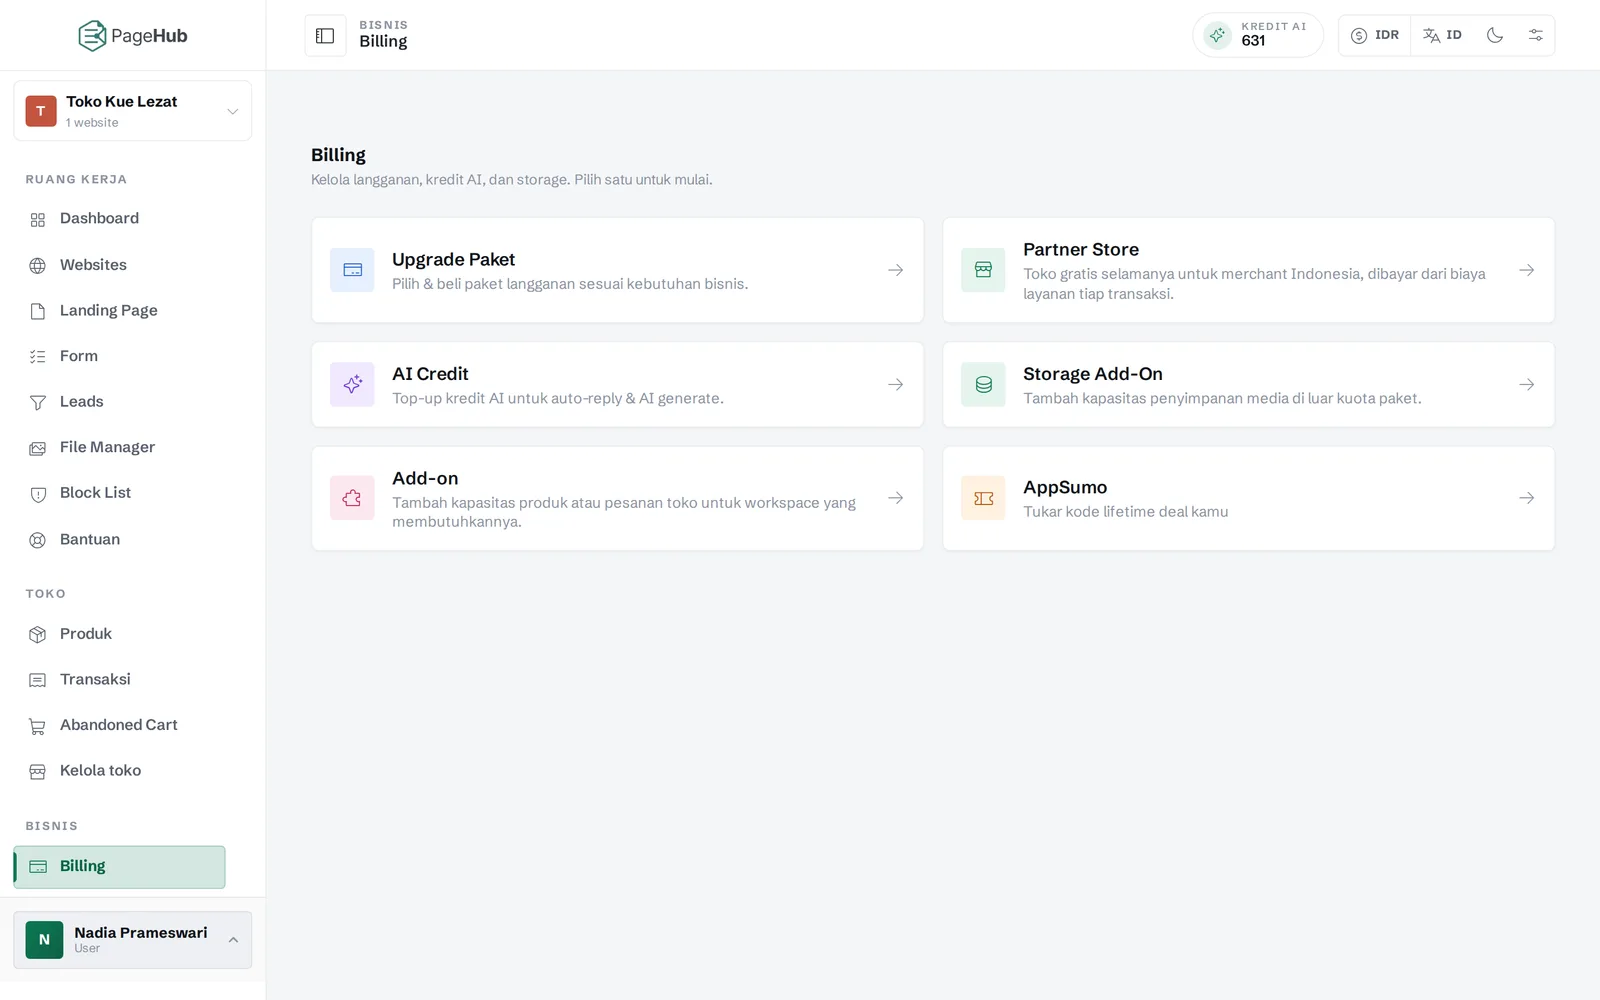 PageHub
BISNIS
Billing
KREDIT AI
631
IDR
ID
T
Toko Kue Lezat
1 website
RUANG KERJA
Dashboard
Websites
Landing Page
Form
Leads
File Manager
Block List
Bantuan
TOKO
Produk
Transaksi
Abandoned Cart
Kelola toko
BISNIS
Billing
N
Nadia Prameswari
User
Billing
Kelola langganan, kredit AI, dan storage. Pilih satu untuk mulai.
Upgrade Paket
Pilih & beli paket langganan sesuai kebutuhan bisnis.
Partner Store
Toko gratis selamanya untuk merchant Indonesia, dibayar dari biaya
layanan tiap transaksi.
AI Credit
Top-up kredit AI untuk auto-reply & AI generate.
Storage Add-On
Tambah kapasitas penyimpanan media di luar kuota paket.
Add-on
Tambah kapasitas produk atau pesanan toko untuk workspace yang
membutuhkannya.
AppSumo
Tukar kode lifetime deal kamu